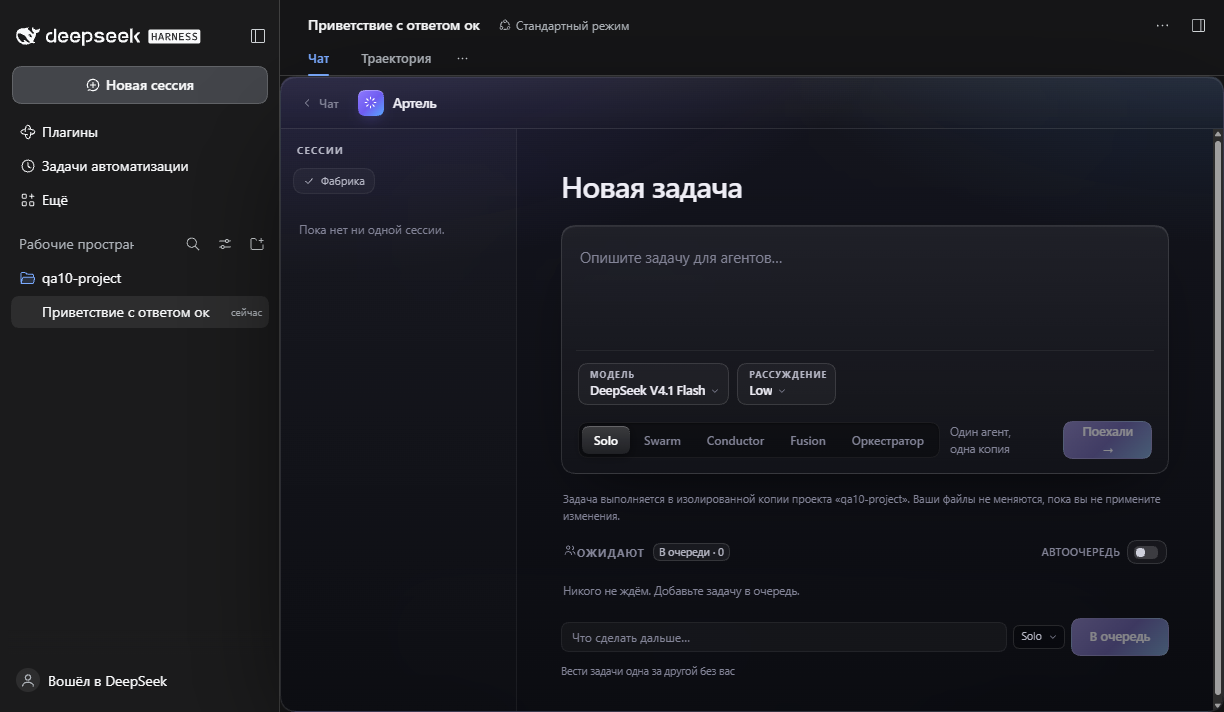 deepseek HARNESS
Новая сессия
Плагины
Задачи автоматизации
Ещё
Рабочие простран
qa10-project
Приветствие с ответом ок сейчас
Вошёл в DeepSeek
Приветствие с ответом ок Стандартный режим
Чат Траектория
Чат Артель
СЕССИИ
Фабрика
Пока нет ни одной сессии.
Новая задача
Опишите задачу для агентов...
МОДЕЛЬ
DeepSeek V4.1 Flash
РАССУЖДЕНИЕ
Low
Solo Swarm Conductor Fusion Оркестратор
Один агент,
одна копия
Поехали
→
Задача выполняется в изолированной копии проекта «qa10-project». Ваши файлы не меняются, пока вы не примените
изменения.
ОЖИДАЮТ В очереди · 0 АВТООЧЕРЕДЬ
Никого не ждём. Добавьте задачу в очередь.
Что сделать дальше... Solo В очередь
Вести задачи одна за другой без вас